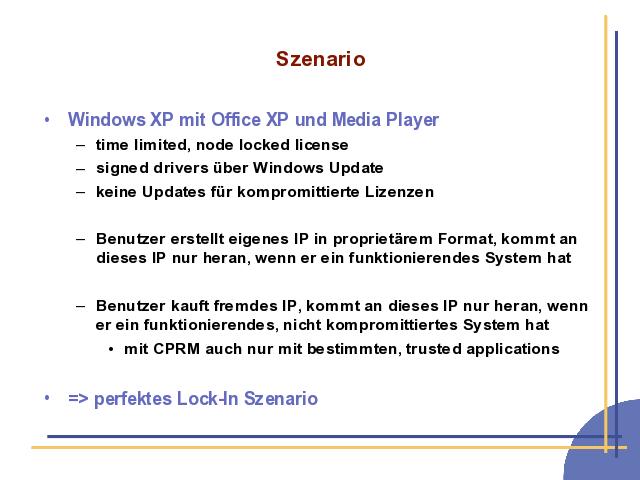 Szenario
• Windows XP mit Office XP und Media Player
– time limited, node locked license
– signed drivers über Windows Update
– keine Updates für kompromittierte Lizenzen
– Benutzer erstellt eigenes IP in proprietärem Format, kommt an
dieses IP nur heran, wenn er ein funktionierendes System hat
– Benutzer kauft fremdes IP, kommt an dieses IP nur heran, wenn
er ein funktionierendes, nicht kompromittiertes System hat
• mit CPRM auch nur mit bestimmten, trusted applications
• => perfektes Lock-In Szenario